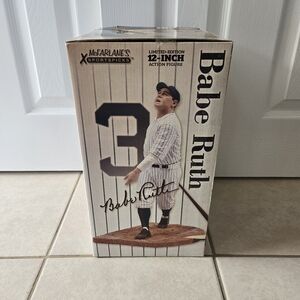 McFARLANE'S
SPORTSPICKS
LIMITED-EDITION
12-INCH
ACTION FIGURE
Babe Ruth
3
Babe Ruth